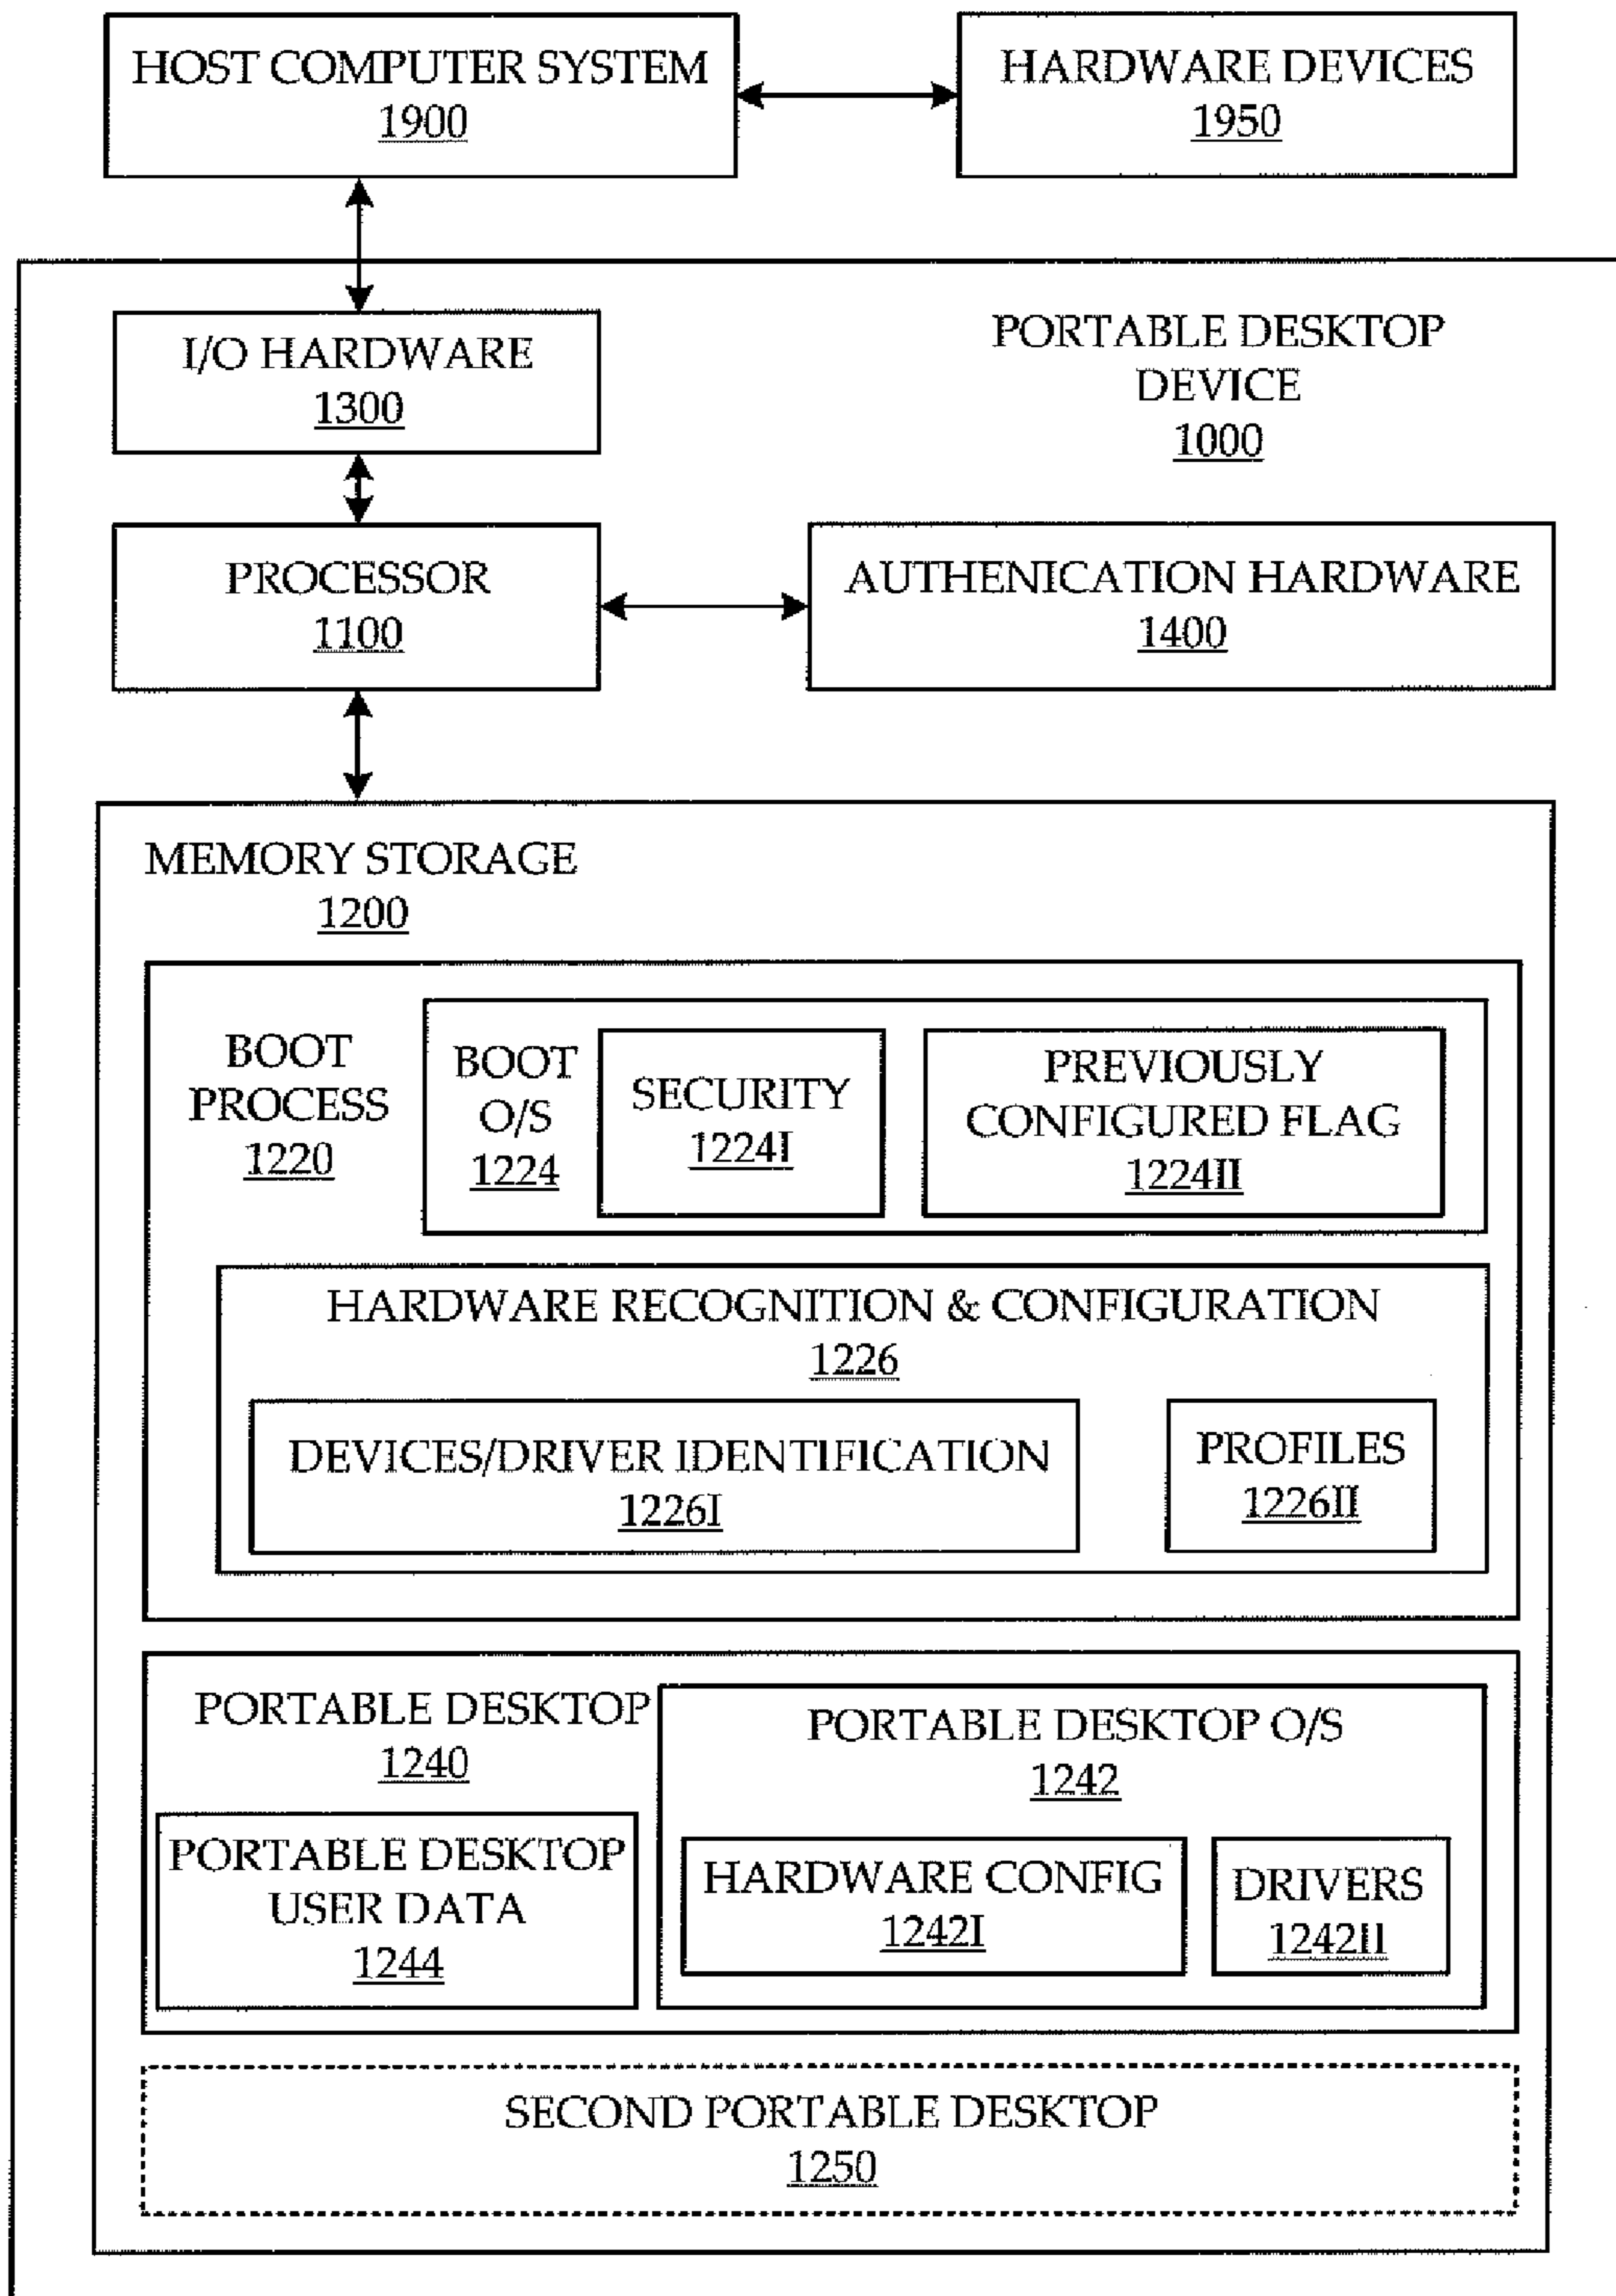 HOST COMPUTER SYSTEM
1900
HARDWARE DEVICES
1950
I/O HARDWARE
1300
PORTABLE DESKTOP
DEVICE
1000
PROCESSOR
1100
AUTHENICATION HARDWARE
1400
MEMORY STORAGE
1200
BOOT
PROCESS
1220
BOOT
O/S
1224
SECURITY
1224I
PREVIOUSLY
CONFIGURED FLAG
1224II
HARDWARE RECOGNITION & CONFIGURATION
1226
DEVICES/DRIVER IDENTIFICATION
1226I
PROFILES
1226II
PORTABLE DESKTOP
1240
PORTABLE DESKTOP
USER DATA
1244
PORTABLE DESKTOP O/S
1242
HARDWARE CONFIG
1242I
DRIVERS
1242II
SECOND PORTABLE DESKTOP
1250